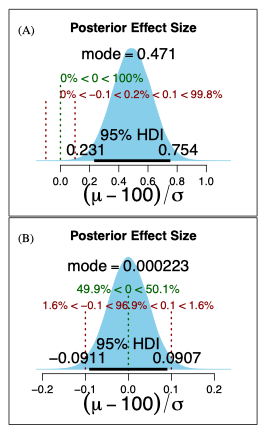 (A)
Posterior Effect Size
mode = 0.471
0% < 0 < 100%
0% < −0.1 < 0.2% < 0.1 < 99.8%
95% HDI
0.231 0.754
0.0 0.2 0.4 0.6 0.8 1.0
(μ − 100)/σ
(B)
Posterior Effect Size
mode = 0.000223
49.9% < 0 < 50.1%
1.6% < −0.1 < 96.9% < 0.1 < 1.6%
95% HDI
−0.0911 0.0907
−0.2 −0.1 0.0 0.1 0.2
(μ − 100)/σ